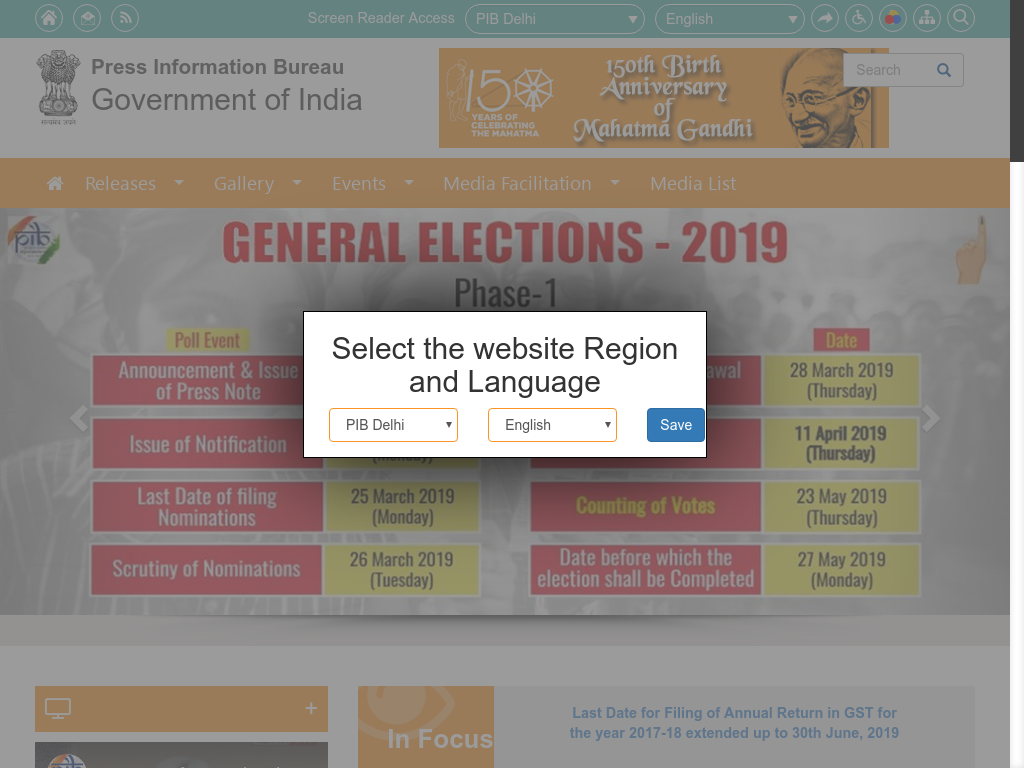 Screen Reader Access
PIB Delhi
English
Press Information Bureau
Government of India
150
YEARS OF
CELEBRATING
THE MAHATMA
150th Birth
Anniversary
of
Mahatma Gandhi
Search
Releases
Gallery
Events
Media Facilitation
Media List
pib
GENERAL ELECTIONS - 2019
Phase-1
Poll Event
Date
Announcement & Issue
of Press Note
28 March 2019
(Thursday)
Select the website Region
and Language
PIB Delhi
English
Save
Issue of Notification
(Monday)
11 April 2019
(Thursday)
Last Date of filing
Nominations
25 March 2019
(Monday)
Counting of Votes
23 May 2019
(Thursday)
Scrutiny of Nominations
26 March 2019
(Tuesday)
Date before which the
election shall be Completed
27 May 2019
(Monday)
+
In Focus
Last Date for Filing of Annual Return in GST for
the year 2017-18 extended up to 30th June, 2019